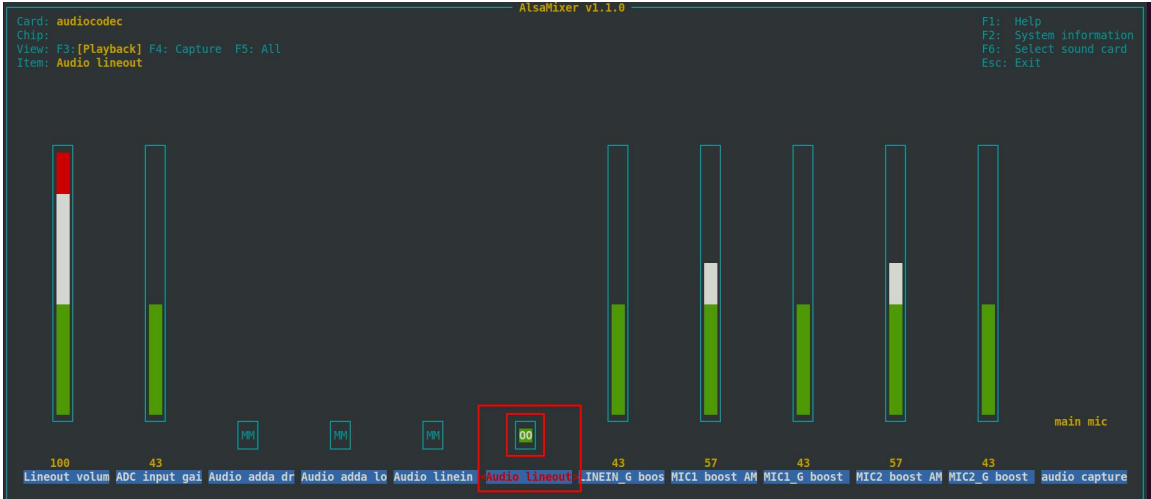 AlsaMixer v1.1.0
Card: audiocodec F1: Help
Chip: F2: System information
View: F3:[Playback] F4: Capture F5: All F6: Select sound card
Item: Audio lineout Esc: Exit
main mic
MM MM MM OO
100 43 43 57 43 57 43
Lineout volum ADC input gai Audio adda dr Audio adda lo Audio linein Audio lineout LINEIN_G boos MIC1 boost AM MIC1_G boost MIC2 boost AM MIC2_G boost audio capture